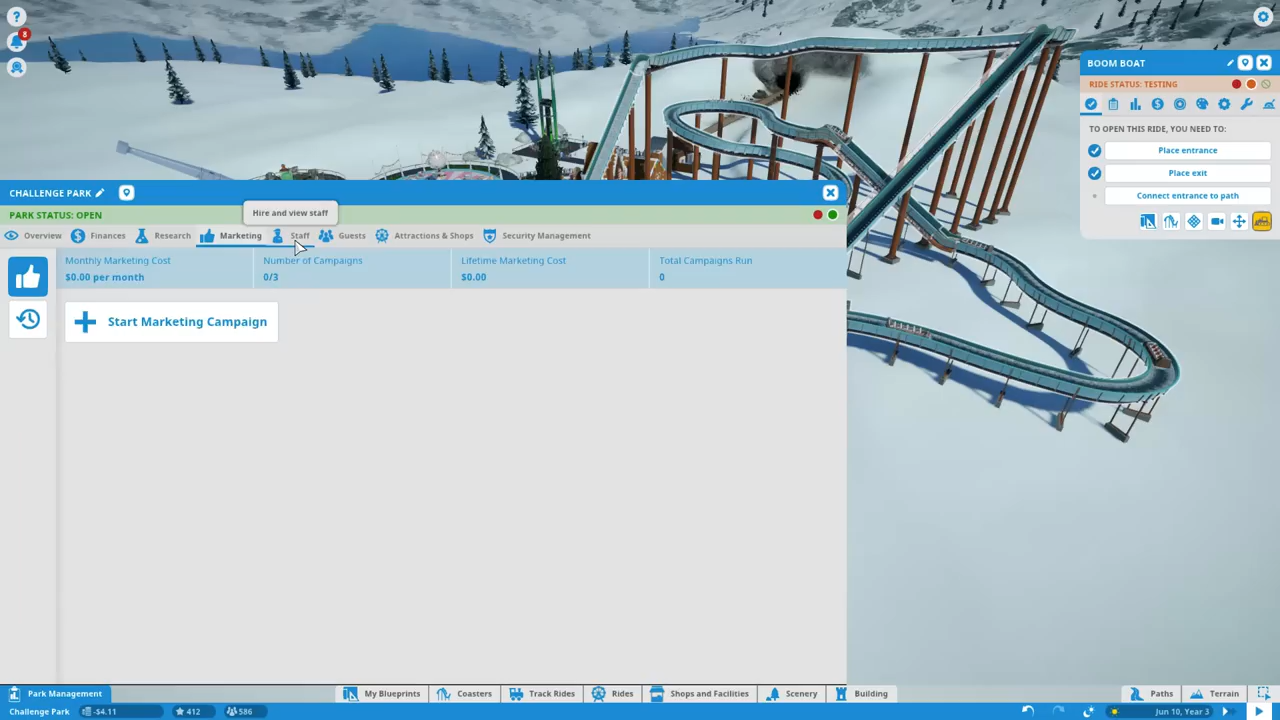 ?
8
BOOM BOAT
RIDE STATUS: TESTING
TO OPEN THIS RIDE, YOU NEED TO:
Place entrance
Place exit
Connect entrance to path
CHALLENGE PARK
PARK STATUS: OPEN
Hire and view staff
Overview Finances Research Marketing Staff Guests Attractions & Shops Security Management
Monthly Marketing Cost Number of Campaigns Lifetime Marketing Cost Total Campaigns Run
$0.00 per month 0/3 $0.00 0
Start Marketing Campaign
Park Management My Blueprints Coasters Track Rides Rides Shops and Facilities Scenery Building Paths Terrain
Challenge Park -$4.11 412 586 Jun 10, Year 3